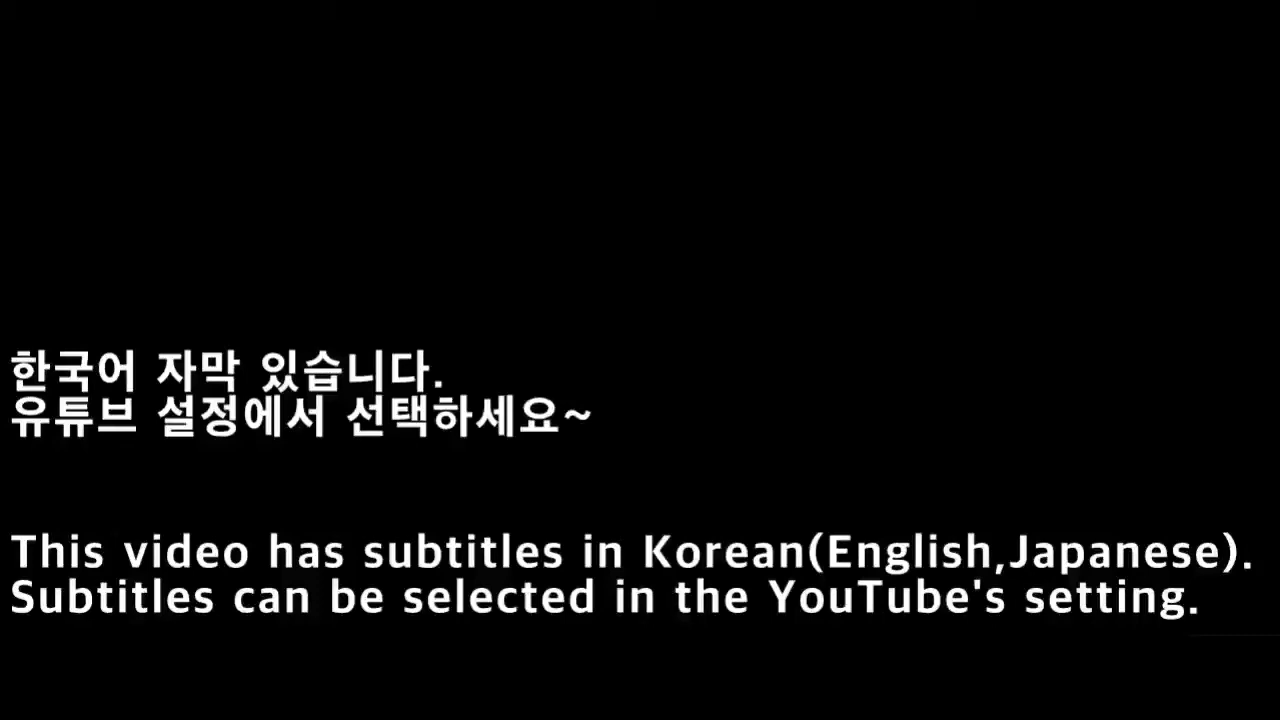 한국어 자막 있습니다.
유튜브 설정에서 선택하세요~
This video has subtitles in Korean(English,Japanese).
Subtitles can be selected in the YouTube's setting.